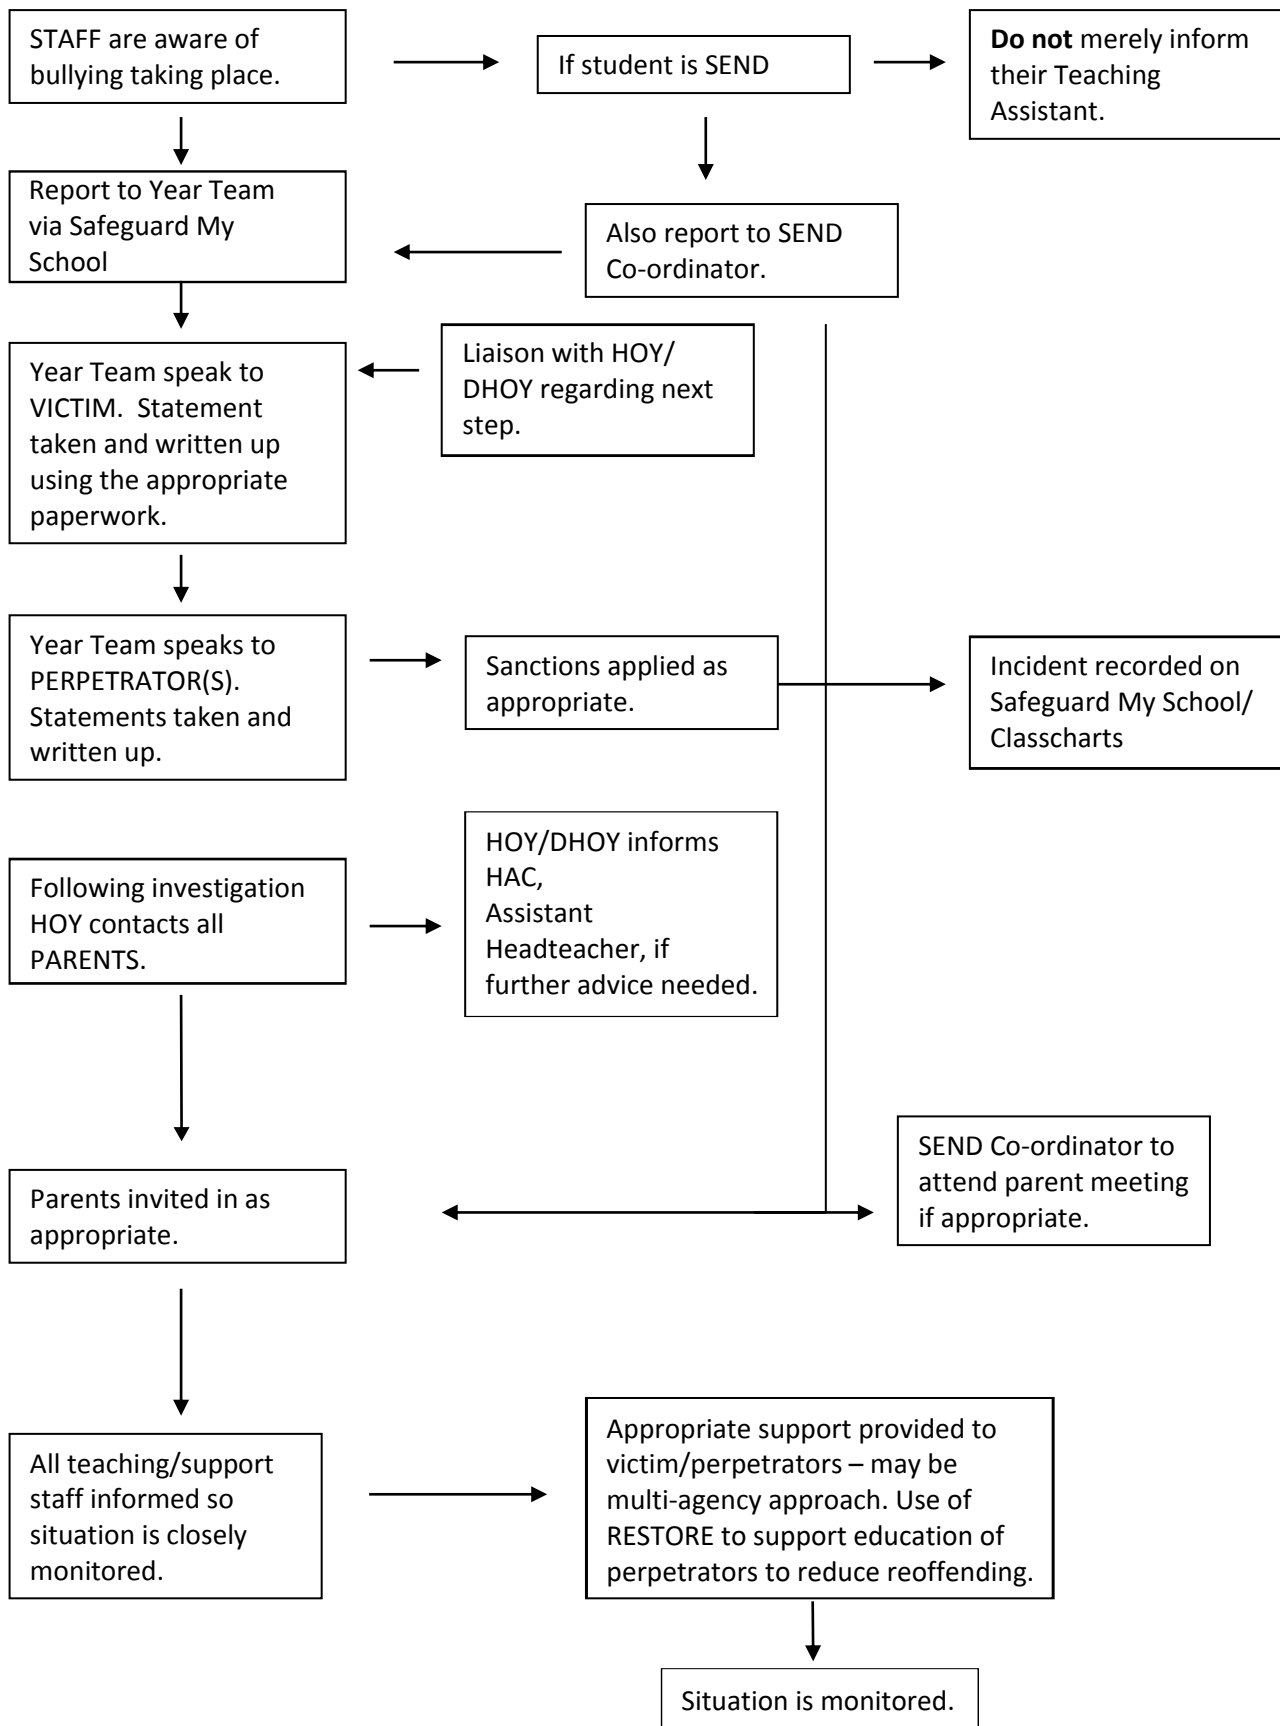 STAFF are aware of
bullying taking place.
If student is SEND
Do not merely inform
their Teaching
Assistant.
Report to Year Team
via Safeguard My
School
Also report to SEND
Co-ordinator.
Year Team speak to
VICTIM.  Statement
taken and written up
using the appropriate
paperwork.
Liaison with HOY/
DHOY regarding next
step.
Year Team speaks to
PERPETRATOR(S).
Statements taken and
written up.
Sanctions applied as
appropriate.
Incident recorded on
Safeguard My School/
Classcharts
Following investigation
HOY contacts all
PARENTS.
HOY/DHOY informs
HAC,
Assistant
Headteacher, if
further advice needed.
Parents invited in as
appropriate.
SEND Co-ordinator to
attend parent meeting
if appropriate.
All teaching/support
staff informed so
situation is closely
monitored.
Appropriate support provided to
victim/perpetrators – may be
multi-agency approach. Use of
RESTORE to support education of
perpetrators to reduce reoffending.
Situation is monitored.